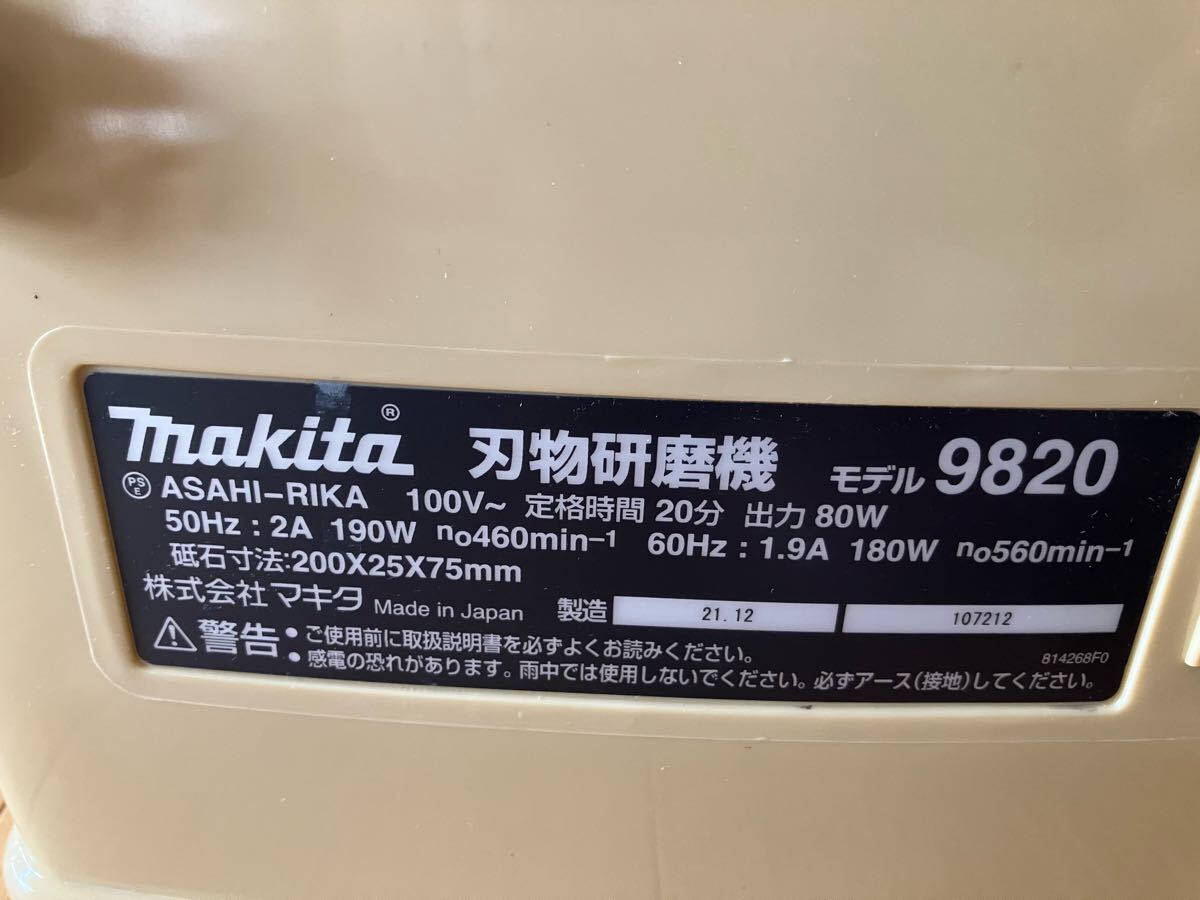 makita® 刃物研磨機 モデル 9820
PSE ASAHI-RIKA 100V~ 定格時間 20分 出力 80W
50Hz : 2A 190W no460min-1 60Hz : 1.9A 180W no560min-1
砥石寸法:200X25X75mm
株式会社 マキタ Made in Japan 製造 21.12 107212
警告 • ご使用前に取扱説明書を必ずよくお読みください。 814268F0
• 感電の恐れがあります。雨中では使用しないでください。必ずアース(接地)してください。